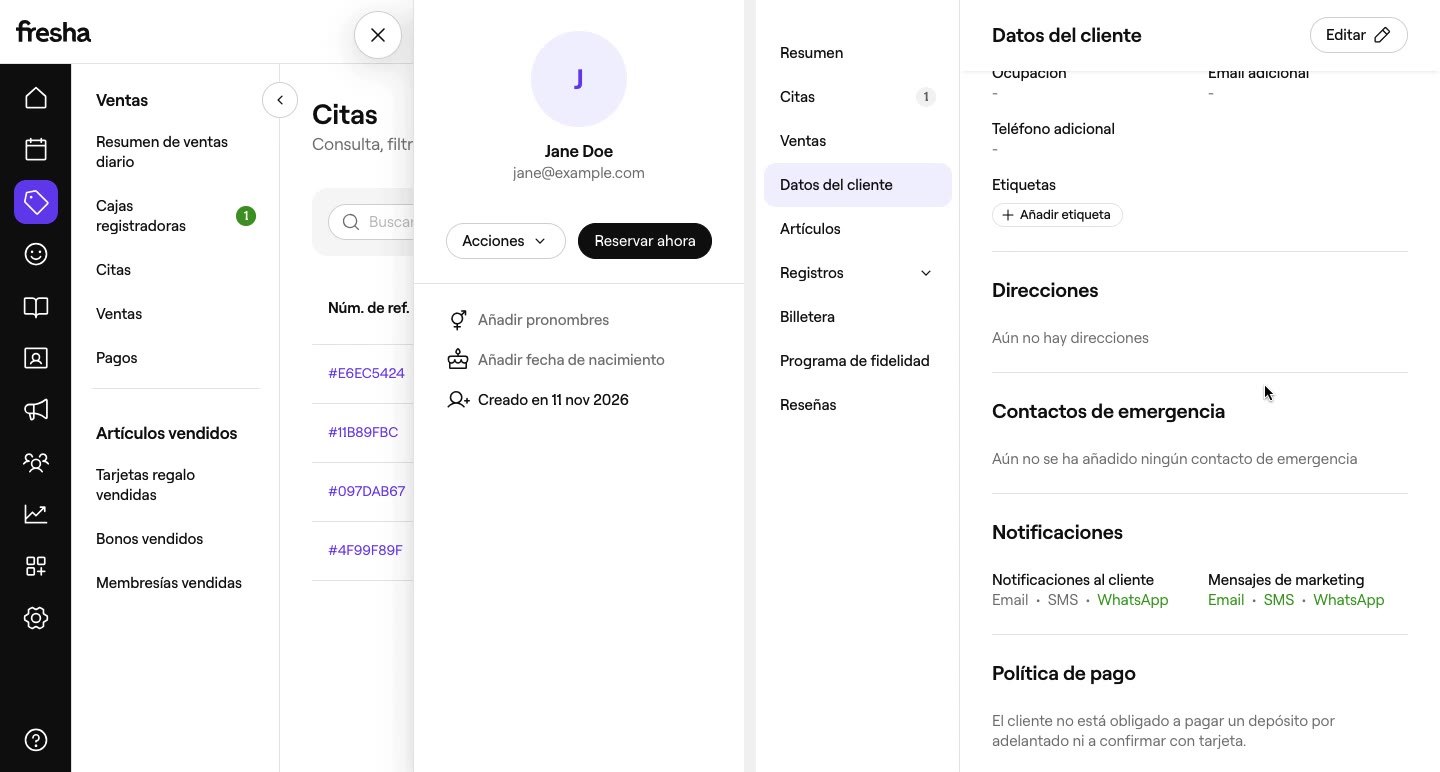 fresha
Ventas
Resumen de ventas
diario
Cajas
registradoras
1
Citas
Ventas
Pagos
Artículos vendidos
Tarjetas regalo
vendidas
Bonos vendidos
Membresías vendidas
Citas
Consulta, filtr
Buscar
Núm. de ref.
#E6EC5424
#11B89FBC
#097DAB67
#4F99F89F
J
Jane Doe
jane@example.com
Acciones
Reservar ahora
Añadir pronombres
Añadir fecha de nacimiento
Creado en 11 nov 2026
Resumen
Citas 1
Ventas
Datos del cliente
Artículos
Registros
Billetera
Programa de fidelidad
Reseñas
Datos del cliente
Editar
Ocupación Email adicional
- -
Teléfono adicional
-
Etiquetas
+ Añadir etiqueta
Direcciones
Aún no hay direcciones
Contactos de emergencia
Aún no se ha añadido ningún contacto de emergencia
Notificaciones
Notificaciones al cliente Mensajes de marketing
Email • SMS • WhatsApp Email • SMS • WhatsApp
Política de pago
El cliente no está obligado a pagar un depósito por
adelantado ni a confirmar con tarjeta.